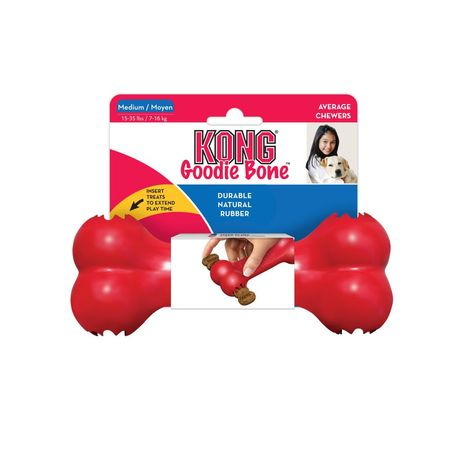 Medium / Moyen
15-35 lbs / 7-16 kg
AVERAGE
CHEWERS
KONG
Goodie Bone™
INSERT
TREATS
TO EXTEND
PLAY TIME
DURABLE
NATURAL
RUBBER